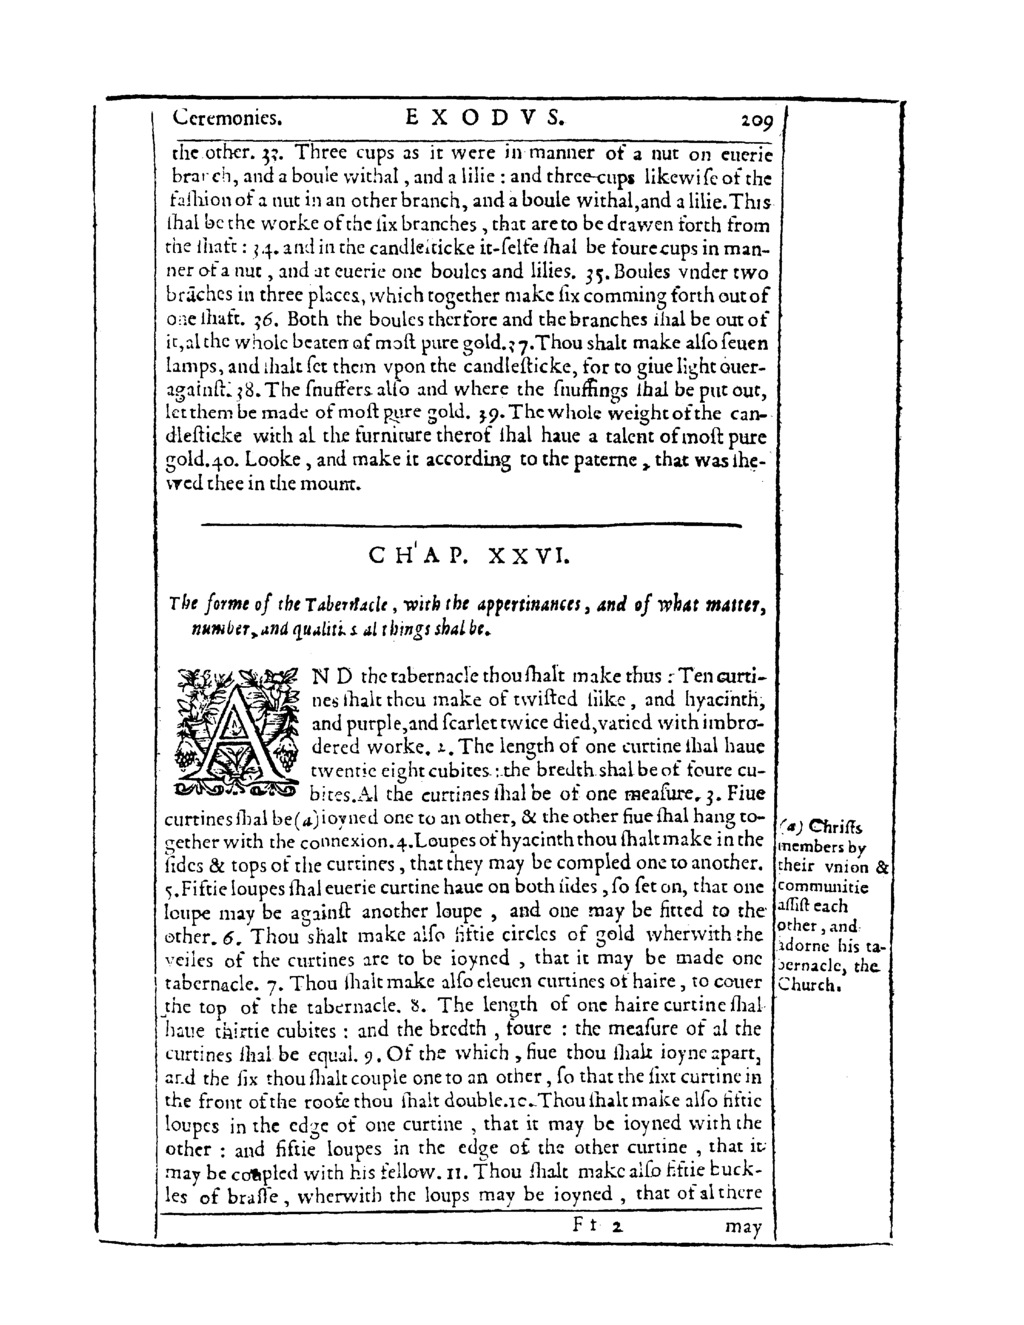 Ceremonies. EXODVS. 209
the other. 33. Three cups as it were in manner of a nut on euerie
branch, and a boule withal, and a lilie : and three-cups likewiſe of the
faſhion of a nut in an other branch, and a boule withal, and a lilie. This
ſhal be the worke of the ſix branches, that are to be drawen forth from
the ſhaft : 34. and in the candleſticke it-ſelfe ſhal be foure cups in man-
ner of a nut, and at euerie one boules and lilies. 35. Boules vnder two
brāches in three places, which together make ſix comming forth out of
one ſhaft. 36. Both the boules therfore and the branches ſhal be out of
it, al the whole beaten of moſt pure gold. 37. Thou shalt make alſo ſeuen
lamps, and ſhalt ſet them vpon the candleſticke, for to giue light ouer-
againſt. 38. The ſnuffers alſo and where the ſnuffings ſhal be put out,
let them be made of moſt pure gold. 39. The whole weight of the can-
dleſticke with al the furniture therof ſhal haue a talent of moſt pure
gold. 40. Looke, and make it according to the paterne, that was ſhe-
wed thee in the mount.
CHAP. XXVI.
The forme of the Tabernacle, with the appertinances, and of what matter,
number, and qualitie al things shal be.
AND the tabernacle thou ſhalt make thus : Ten curti-
nes ſhalt thou make of twiſted ſilke, and hyacinth,
and purple, and ſcarlet twice died, varied with imbro-
dered worke. 2. The length of one curtine ſhal haue
twentie eight cubites : the bredth shal be of foure cu-
bites. Al the curtines ſhal be of one meaſure. 3. Fiue
curtines ſhal be (a) ioyned one to an other, & the other fiue ſhal hang to-
gether with the connexion. 4. Loupes of hyacinth thou ſhalt make in the
ſides & tops of the curtines, that they may be compled one to another.
5. Fiftie loupes ſhal euerie curtine haue on both ſides, ſo ſet on, that one
loupe may be againſt another loupe, and one may be fitted to the
other. 6. Thou shalt make alſo fiftie circles of gold wherwith the
veiles of the curtines are to be ioyned, that it may be made one
tabernacle. 7. Thou ſhalt make alſo eleuen curtines of haire, to couer
the top of the tabernacle. 8. The length of one haire curtine ſhal
haue thirtie cubites : and the bredth, foure : the meaſure of al the
curtines ſhal be equal. 9. Of the which, fiue thou ſhalt ioyne apart,
and the ſix thou ſhalt couple one to an other, ſo that the ſixt curtine in
the front of the roofe thou ſhalt double. 10. Thou ſhalt make alſo fiftie
loupes in the edge of one curtine, that it may be ioyned with the
other : and fiftie loupes in the edge of the other curtine, that it
may be coupled with his fellow. 11. Thou ſhalt make alſo fiftie buck-
les of braſſe, wherwith the loups may be ioyned, that of al there
Ff 2 may
(a) Chriſts
members by
their vnion &
communitie
aſſiſt each
other, and
adorne his ta-
bernacle, the
Church.